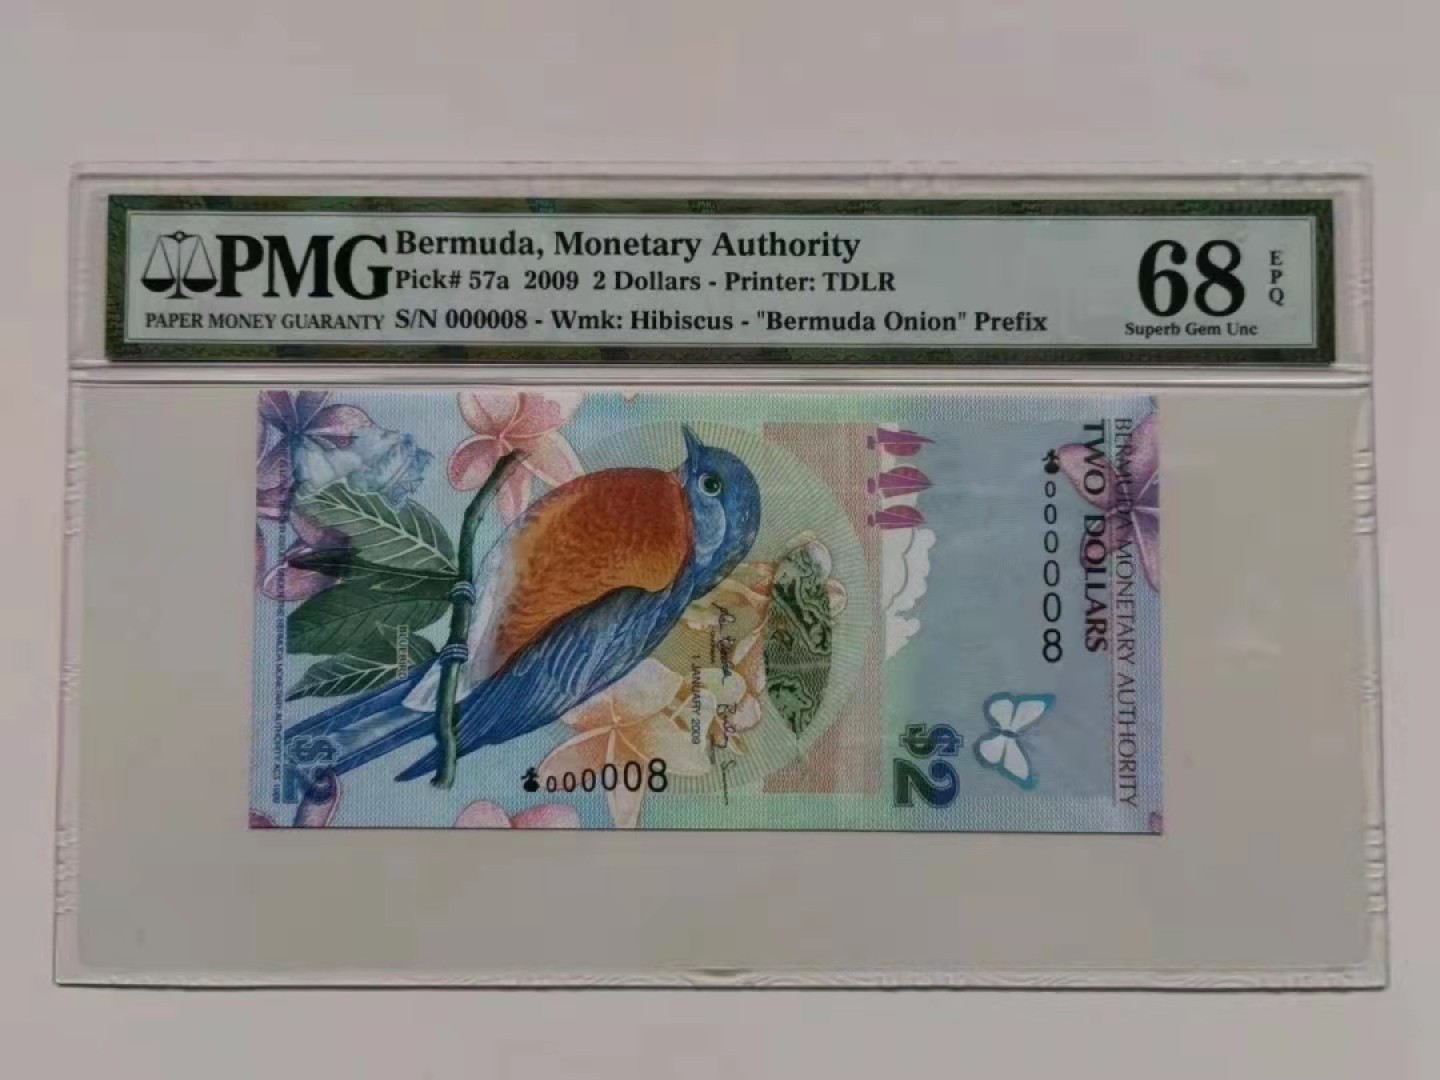 PMG
PAPER MONEY GUARANTY
Bermuda, Monetary Authority
Pick# 57a 2009 2 Dollars - Printer: TDLR
S/N 000008 - Wmk: Hibiscus - "Bermuda Onion" Prefix
68
EPQ
Superb Gem Unc
BERMUDA MONETARY AUTHORITY
TWO DOLLARS
000008
$2
1 JANUARY 2009
BLUEBIRD
000008
$2